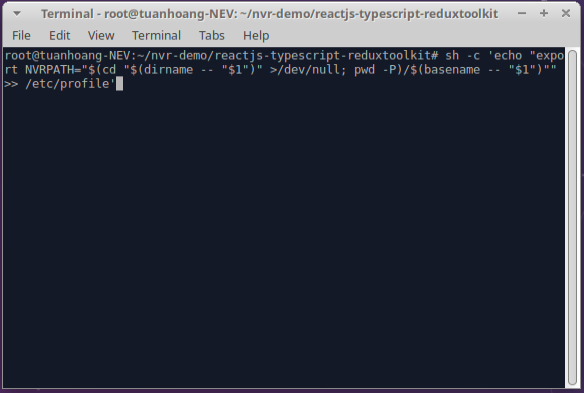 Terminal - root@tuanhoang-NEV: ~/nvr-demo/reactjs-typescript-reduxtoolkit
File Edit View Terminal Tabs Help
root@tuanhoang-NEV:~/nvr-demo/reactjs-typescript-reduxtoolkit# sh -c 'echo "expo
rt NVRPATH="$(cd "$(dirname -- "$1")" >/dev/null; pwd -P)/$(basename -- "$1")""
>> /etc/profile'